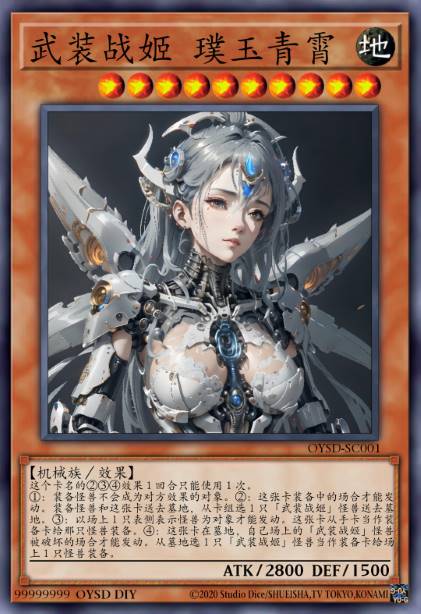 武装战姬 璞玉青霄
地
OYSD-SC001
【机械族／效果】
这个卡名的②③④效果１回合只能使用１次。
①：装备怪兽不会成为对方效果的对象。②：这张卡装备中的场合才能发
动。装备怪兽和这张卡送去墓地，从卡组选１只「武装战姬」怪兽送去墓
地。③：以场上１只表侧表示怪兽为对象才能发动。这张卡从手卡当作装
备卡给那只怪兽装备。④：这张卡在墓地，自己场上的「武装战姬」怪兽
被破坏的场合才能发动，从墓地选１只「武装战姬」怪兽当作装备卡给场
上１只怪兽装备。
ATK/2800 DEF/1500
99999999 OYSD DIY ©2020 Studio Dice/SHUEISHA,TV TOKYO,KONAMI